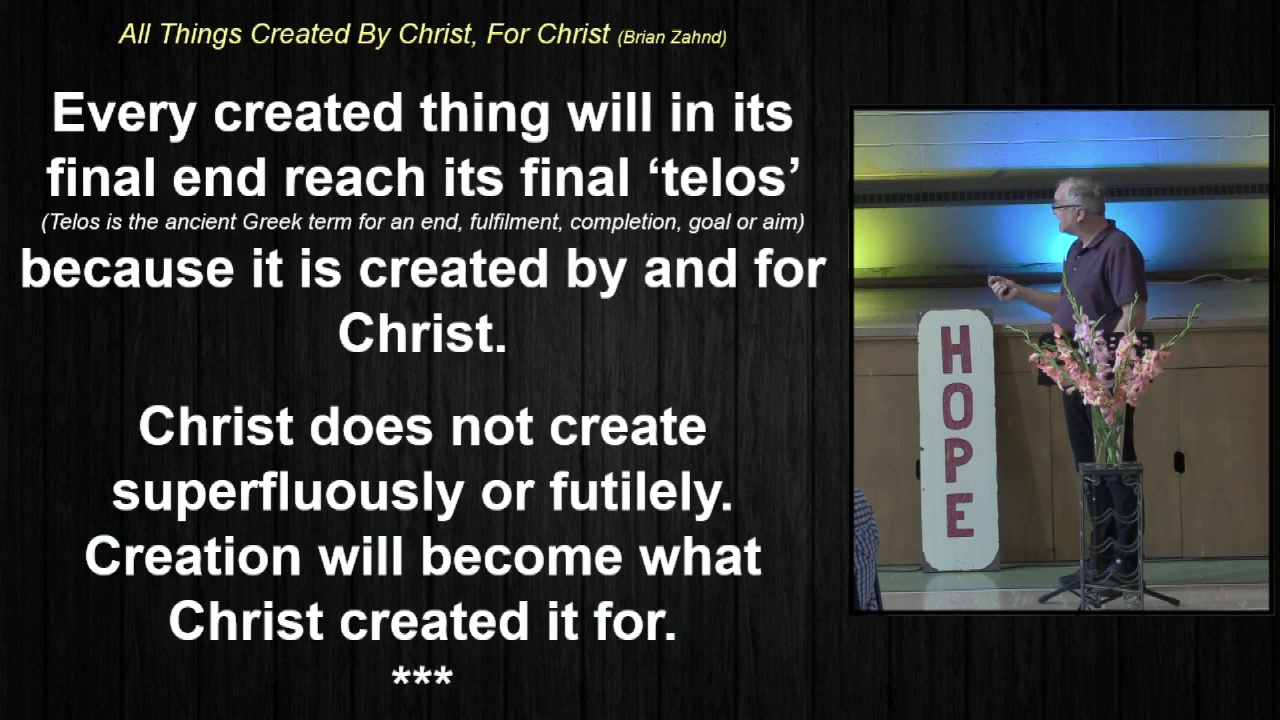 All Things Created By Christ, For Christ (Brian Zahnd)
Every created thing will in its
final end reach its final ‘telos’
(Telos is the ancient Greek term for an end, fulfilment, completion, goal or aim)
because it is created by and for
Christ.
Christ does not create
superfluously or futilely.
Creation will become what
Christ created it for.
***
HOPE